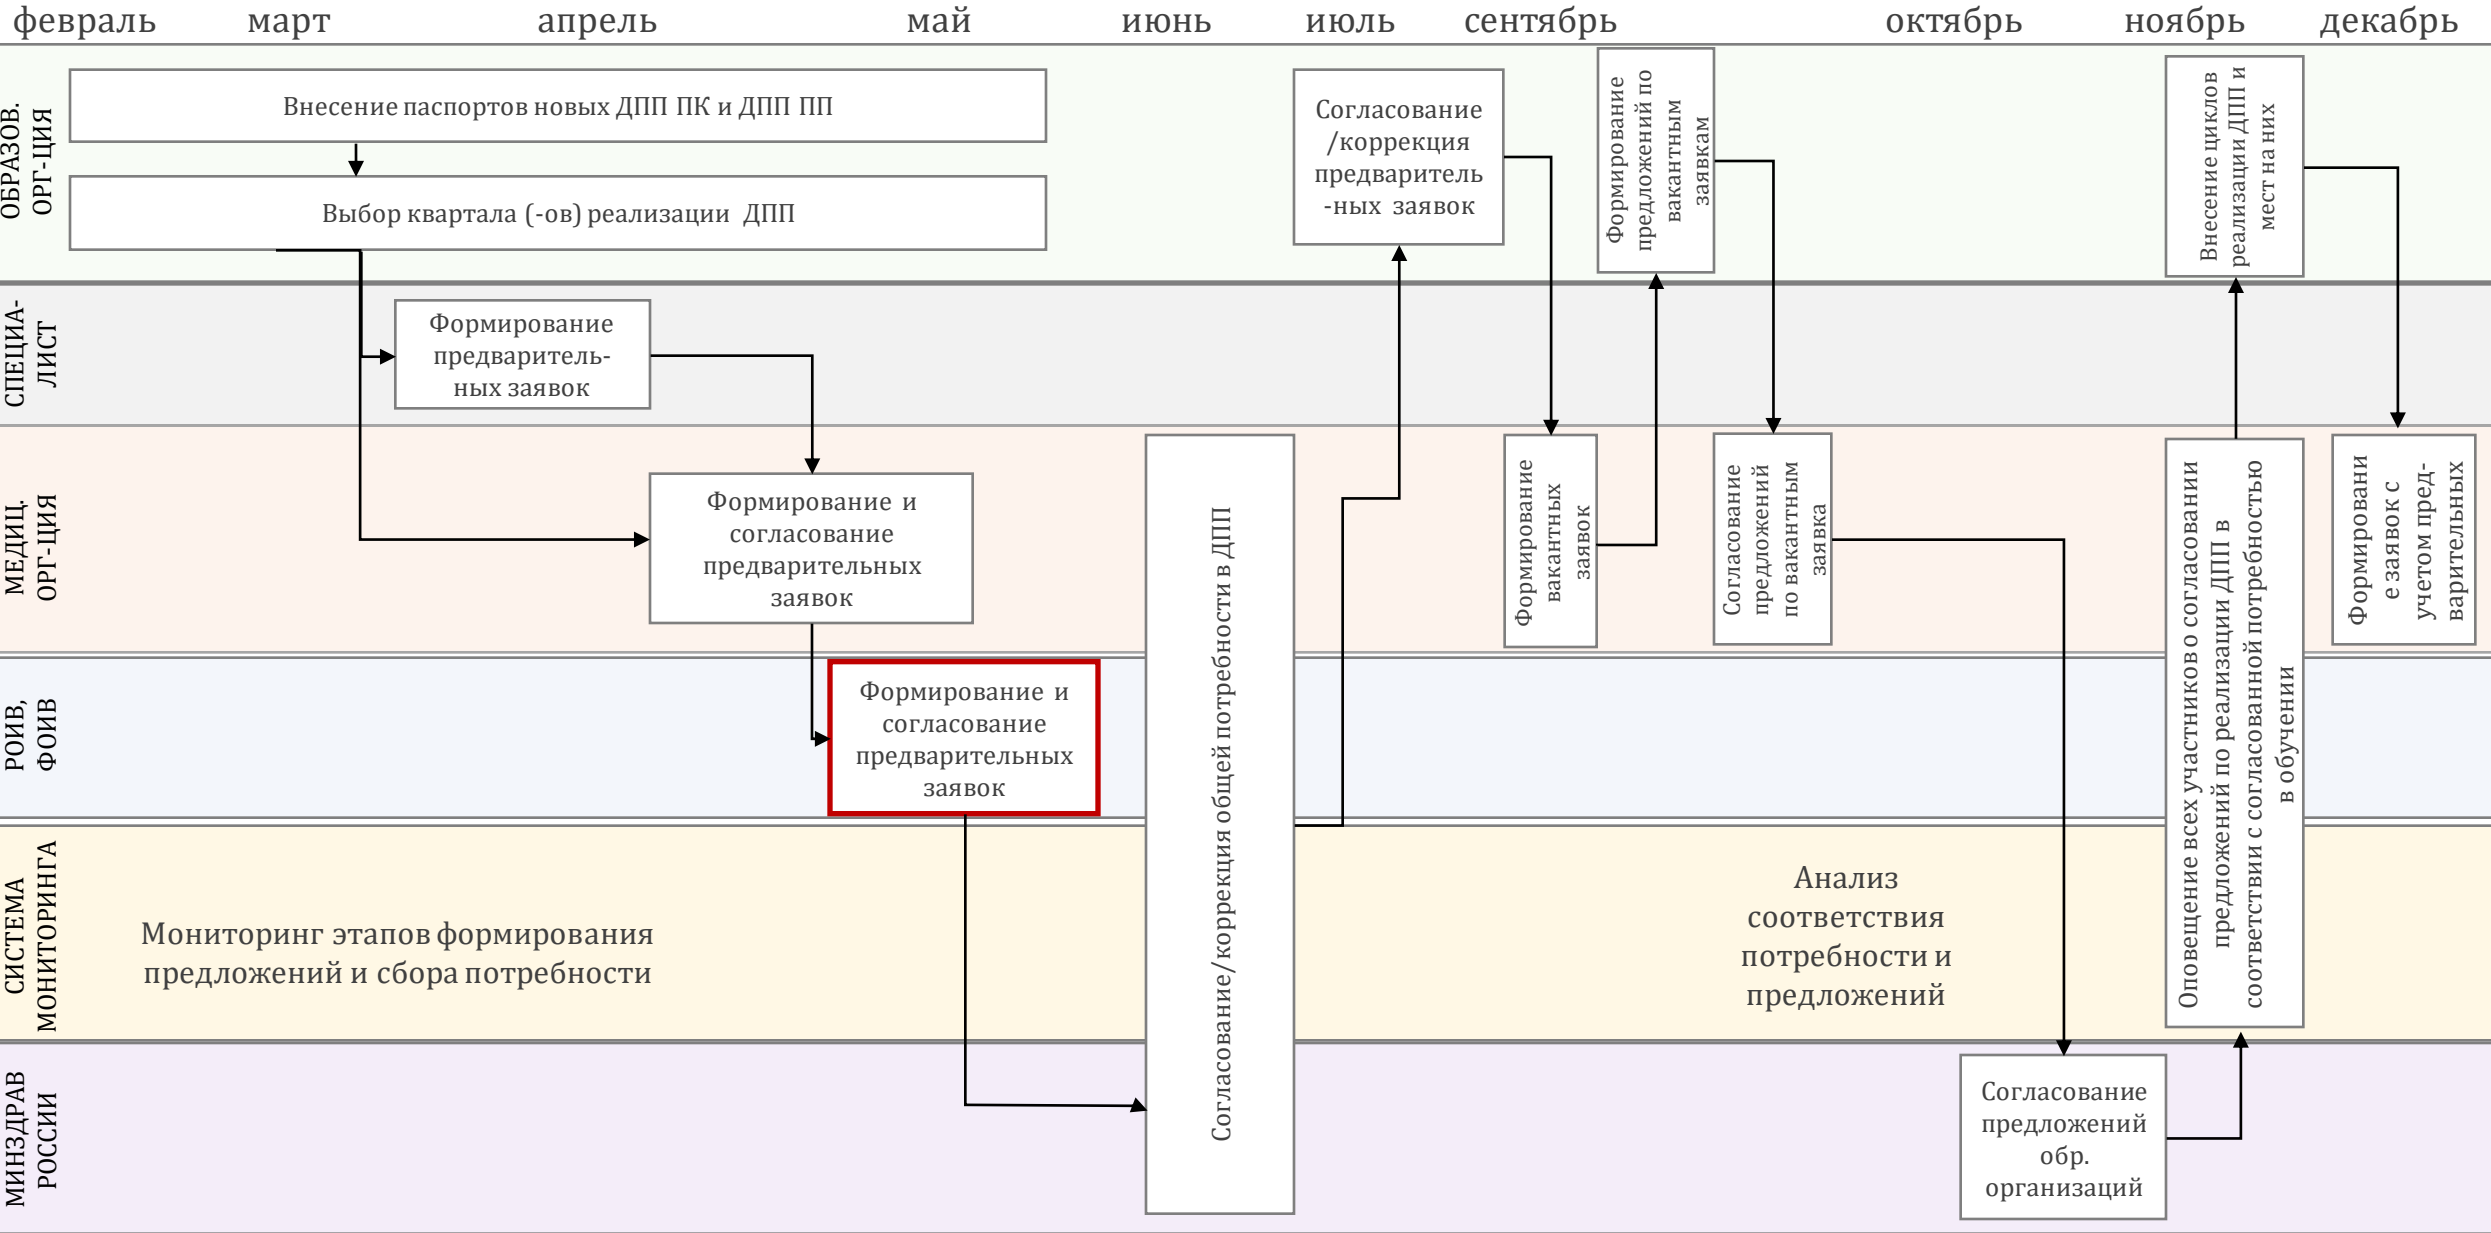 февраль март апрель май июнь июль сентябрь октябрь ноябрь декабрь
ОБРАЗОВ.
ОРГ-ЦИЯ
Внесение паспортов новых ДПП ПК и ДПП ПП
Выбор квартала (-ов) реализации ДПП
Согласование
/коррекция
предваритель
-ных заявок
Формирование
предложений по
вакантным
заявкам
Внесение циклов
реализации ДПП и
мест на них
СПЕЦИА-
ЛИСТ
Формирование
предваритель-
ных заявок
МЕДИЦ.
ОРГ-ЦИЯ
Формирование и
согласование
предварительных
заявок
Согласование/коррекция общей потребности в ДПП
Формирование
вакантных
заявок
Согласование
предложений
по вакантным
заявка
Оповещение всех участников о согласовании
предложений по реализации ДПП в
соответствии с согласованной потребностью
в обучении
Формировани
е заявок с
учетом пред-
варительных
РОИВ,
ФОИВ
Формирование и
согласование
предварительных
заявок
СИСТЕМА
МОНИТОРИНГА
Мониторинг этапов формирования
предложений и сбора потребности
Анализ
соответствия
потребности и
предложений
МИНЗДРАВ
РОССИИ
Согласование
предложений
обр.
организаций